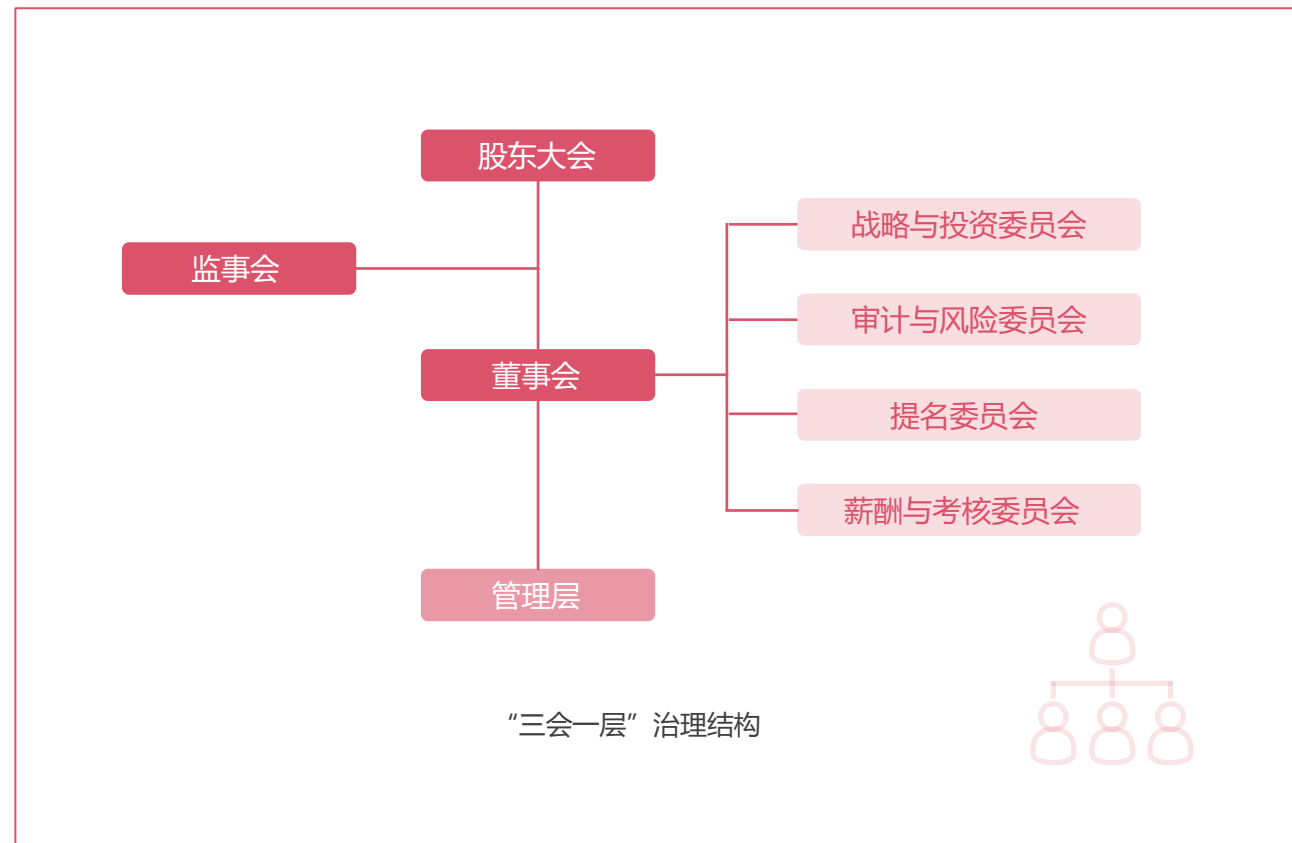 股东大会
监事会
董事会
管理层
战略与投资委员会
审计与风险委员会
提名委员会
薪酬与考核委员会
“三会一层”治理结构